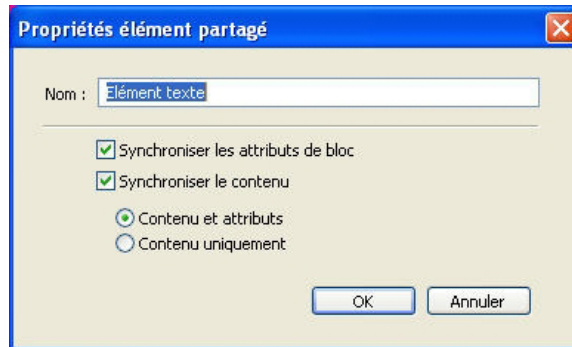 Propriétés élément partagé
Nom : Elément texte
Synchroniser les attributs de bloc
Synchroniser le contenu
Contenu et attributs
Contenu uniquement
OK Annuler